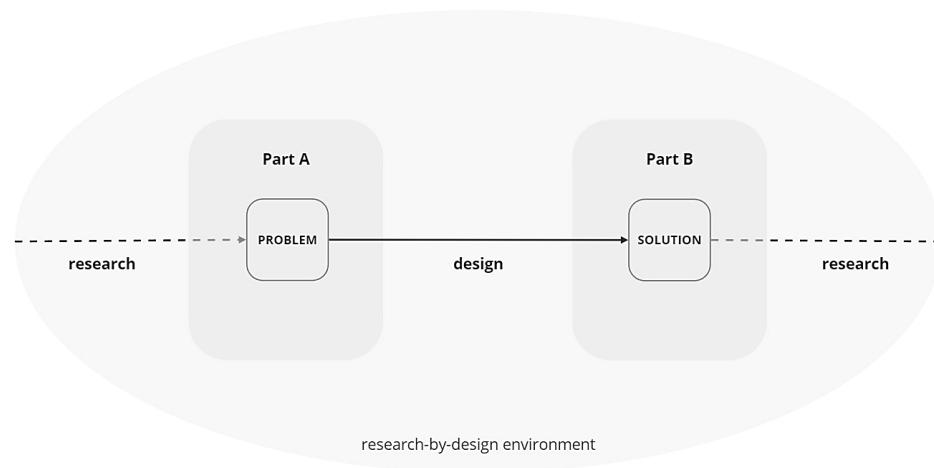 Part A
Part B
PROBLEM
SOLUTION
research
design
research
research-by-design environment